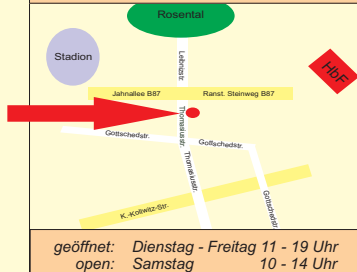 Rosental
Stadion
Leibnizstr.
HbF
Jahnallee B87
Ranst. Steinweg B87
Thomasiusstr.
Gottschedstr.
Gottschedstr.
Thomasiusstr.
Gottschedstr.
K.-Kollwitz-Str.
geöffnet: Dienstag - Freitag 11 - 19 Uhr
open: Samstag 10 - 14 Uhr